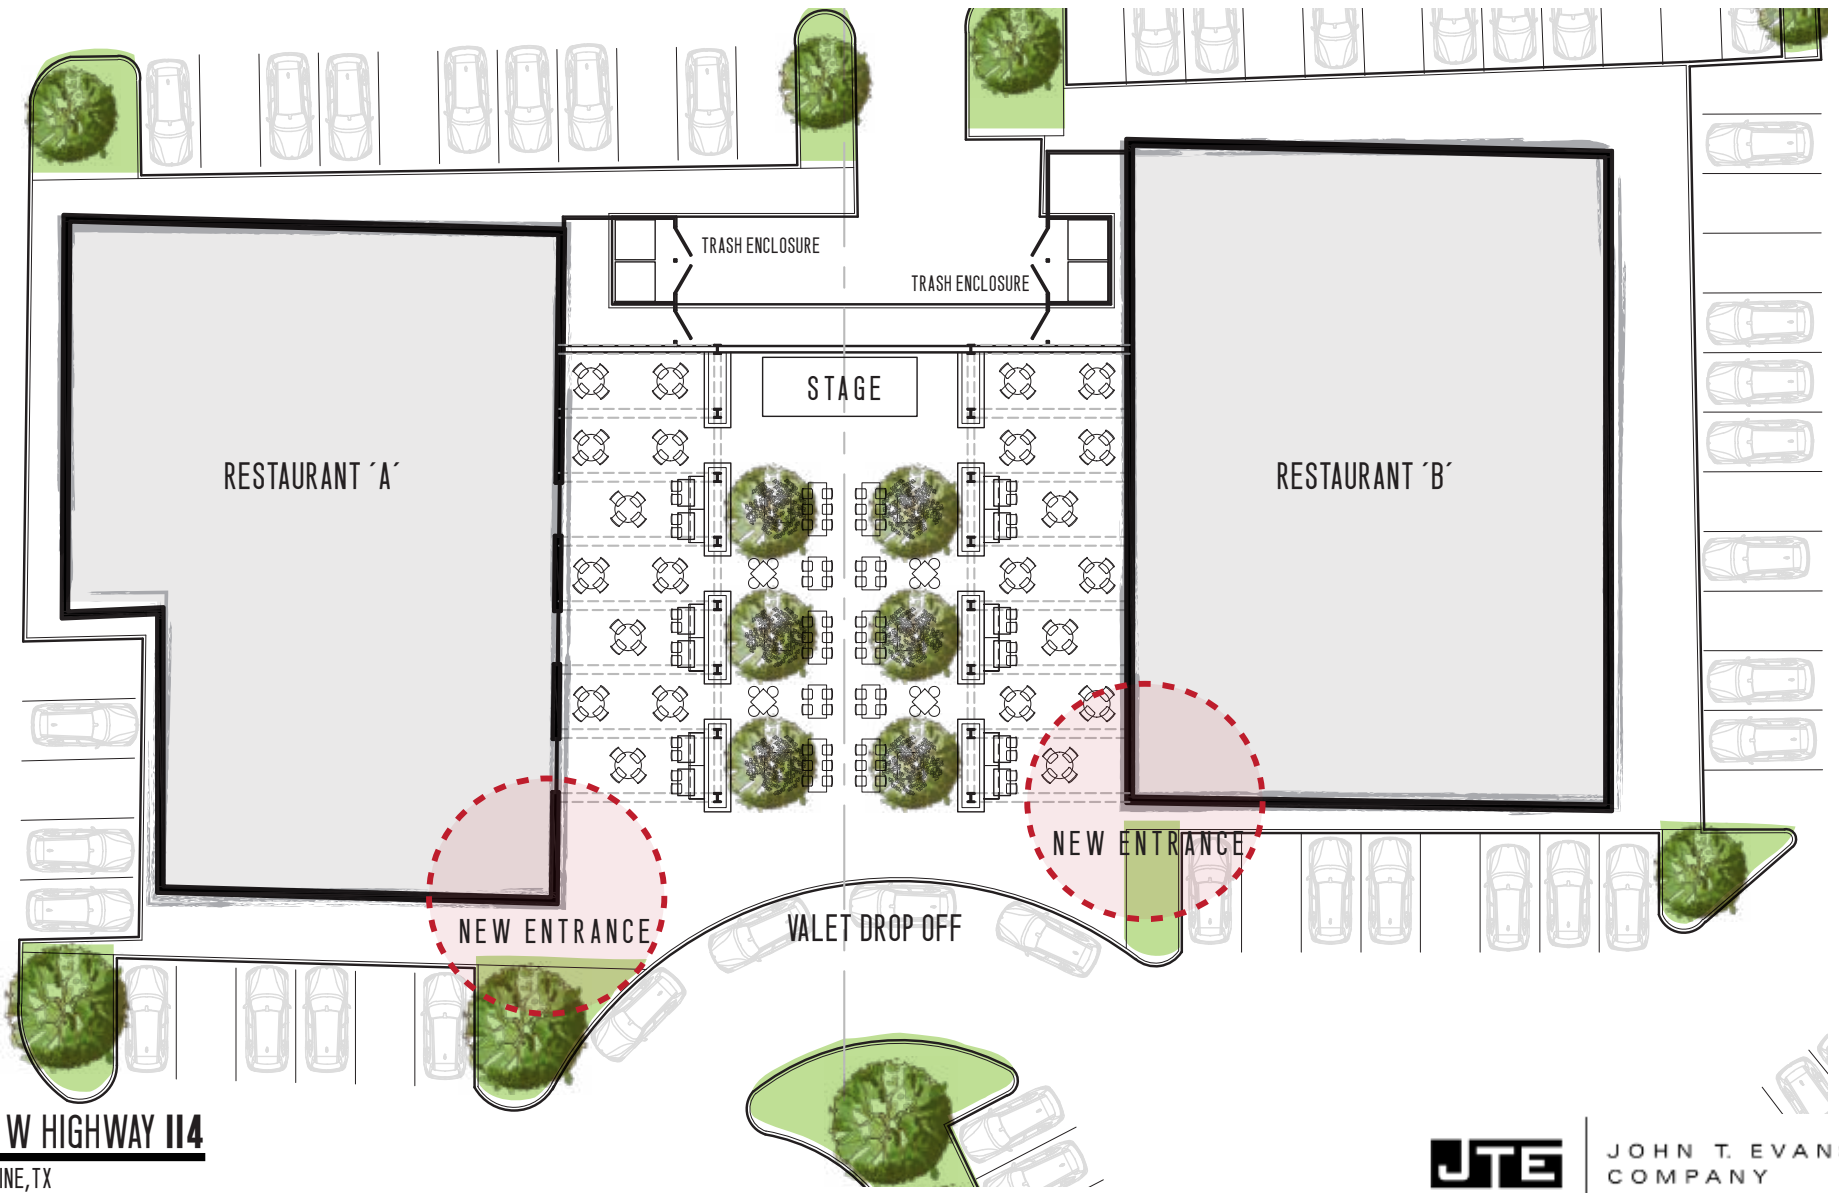 TRASH ENCLOSURE
TRASH ENCLOSURE
STAGE
RESTAURANT ´A´
RESTAURANT ´B´
NEW ENTRANCE
NEW ENTRANCE
VALET DROP OFF
W HIGHWAY 114
INE, TX
JTE
JOHN T. EVAN
COMPANY